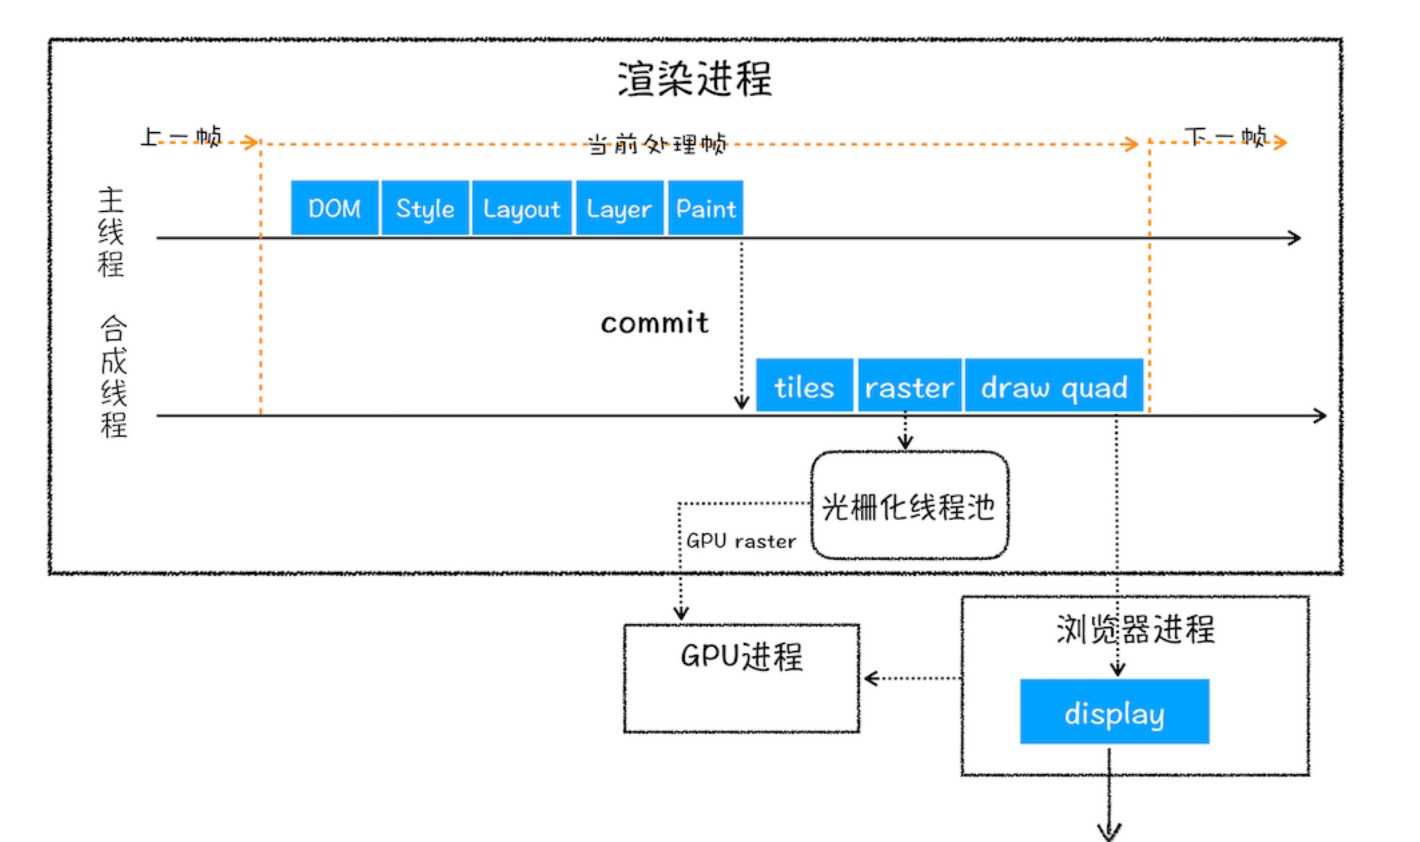 渲染进程
上一帧
当前处理帧
下一帧
主线程
DOM
Style
Layout
Layer
Paint
commit
合成线程
tiles
raster
draw quad
光栅化线程池
GPU raster
GPU进程
浏览器进程
display